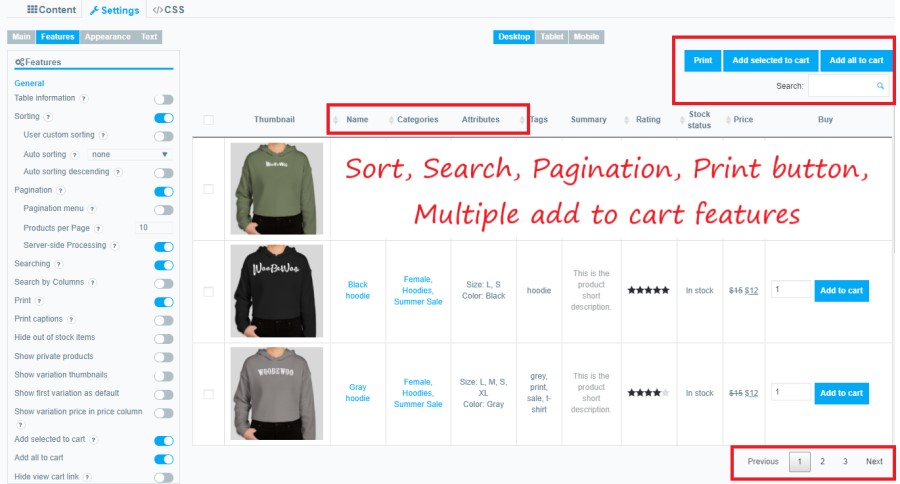 Content Settings </>CSS
Main Features Appearance Text
Desktop Tablet Mobile
Features
General
Table information ?
Sorting ?
User custom sorting ?
Auto sorting ? none
Auto sorting descending ?
Pagination ?
Pagination menu ?
Products per Page ? 10
Server-side Processing ?
Searching ?
Search by Columns ?
Print ?
Print captions ?
Hide out of stock items
Show private products
Show variation thumbnails
Show first variation as default
Show variation price in price column
?
Add selected to cart ?
Add all to cart
Hide view cart link ?
Print Add selected to cart Add all to cart
Search:
Thumbnail Name Categories Attributes Tags Summary Rating Stock status Price Buy
Sort, Search, Pagination, Print button,
Multiple add to cart features
WooBeWoo
Black
hoodie
Female,
Hoodies,
Summer Sale
Size: L, S
Color: Black
hoodie
This is the
product
short
description.
★★★★★
In stock
$15 $12
1
Add to cart
WOOBEWOO
Gray
hoodie
Female,
Hoodies,
Summer Sale
Size: L, M, S,
XL
Color: Gray
grey,
print,
sale, t-
shirt
This is the
product
short
description.
★★★★★
In stock
$15 $12
1
Add to cart
Previous 1 2 3 Next